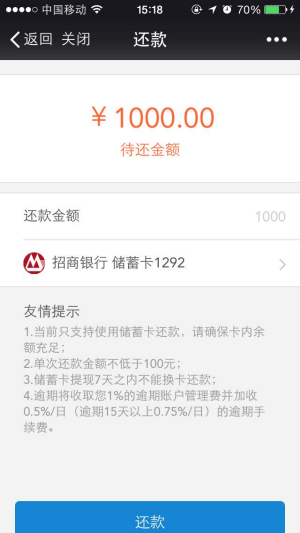 中国移动 15:18 70%
返回 关闭 还款
￥1000.00
待还金额
还款金额 1000
招商银行 储蓄卡1292
友情提示
1.当前只支持使用储蓄卡还款，请确保卡内余
额充足；
2.单次还款金额不低于100元；
3.储蓄卡提现7天之内不能换卡还款；
4.逾期将收取您1%的逾期账户管理费并加收
0.5%/日（逾期15天以上0.75%/日）的逾期手
续费。
还款